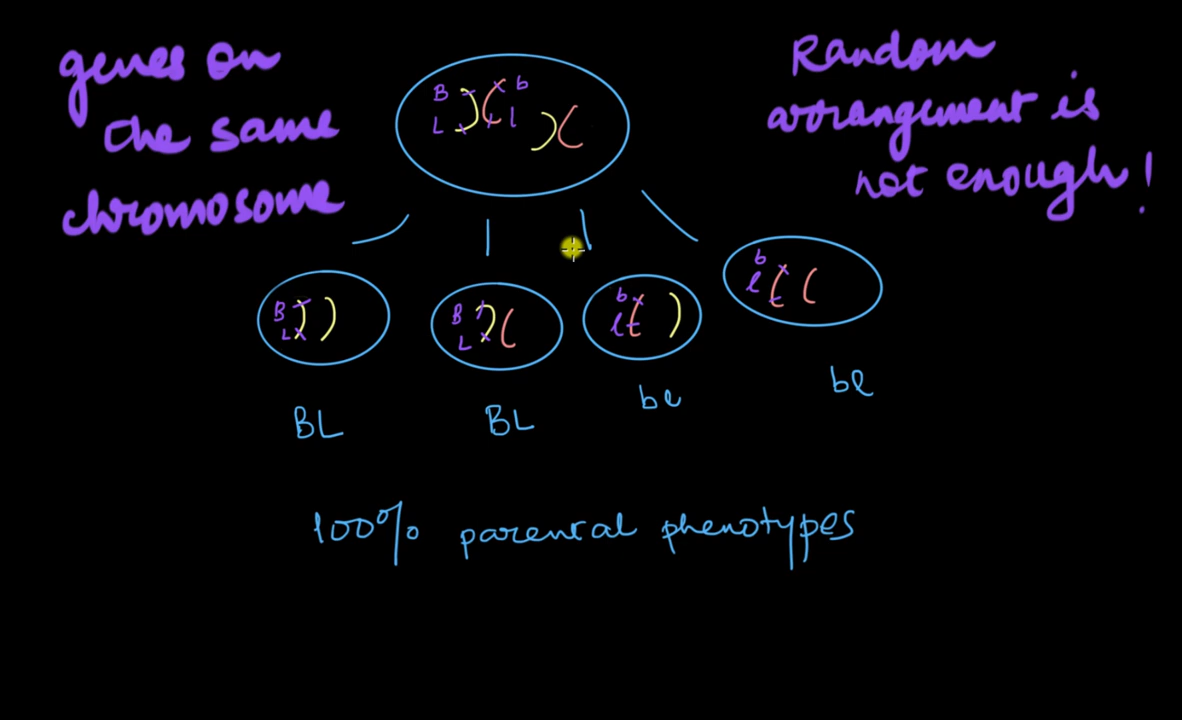 genes on
the same
chromosome
Random
arrangement is
not enough!
B b
L l
B
L
B
L
b
l
b
l
BL
BL
bl
bl
100% parental phenotypes